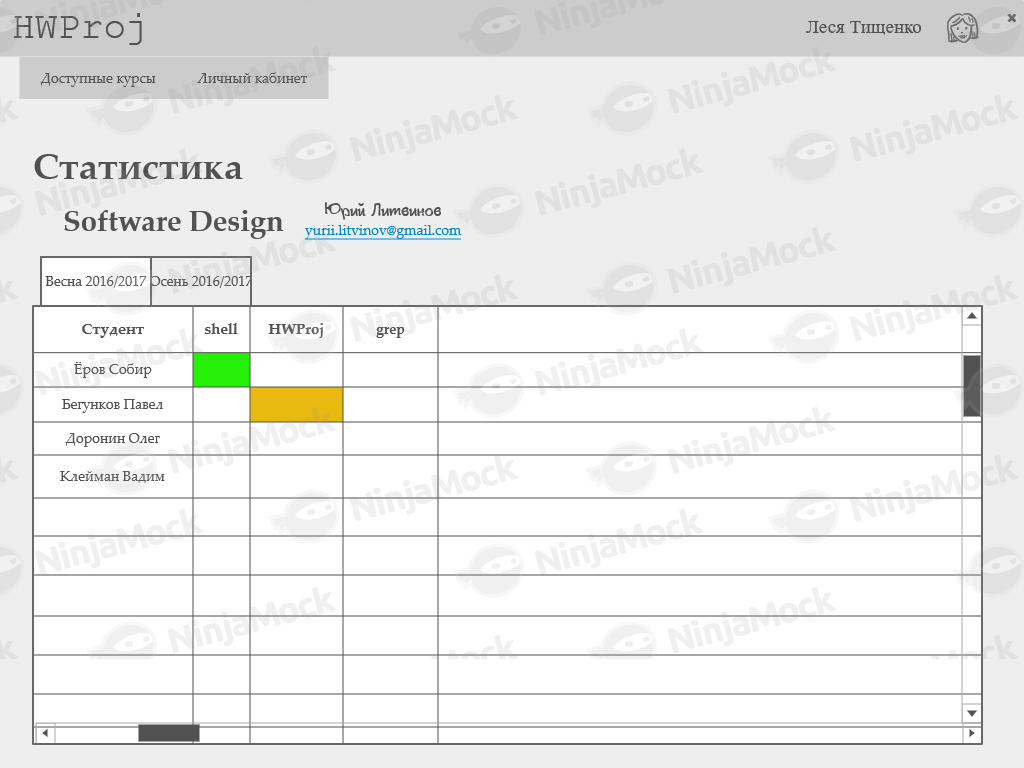 HWProj
Леся Тищенко
Доступные курсы Личный кабинет
Статистика
Software Design
Юрий Литвинов
yurii.litvinov@gmail.com
Весна 2016/2017 Осень 2016/2017
Студент shell HWProj grep
Ёров Собир
Бегунков Павел
Доронин Олег
Клейман Вадим
NinjaMock